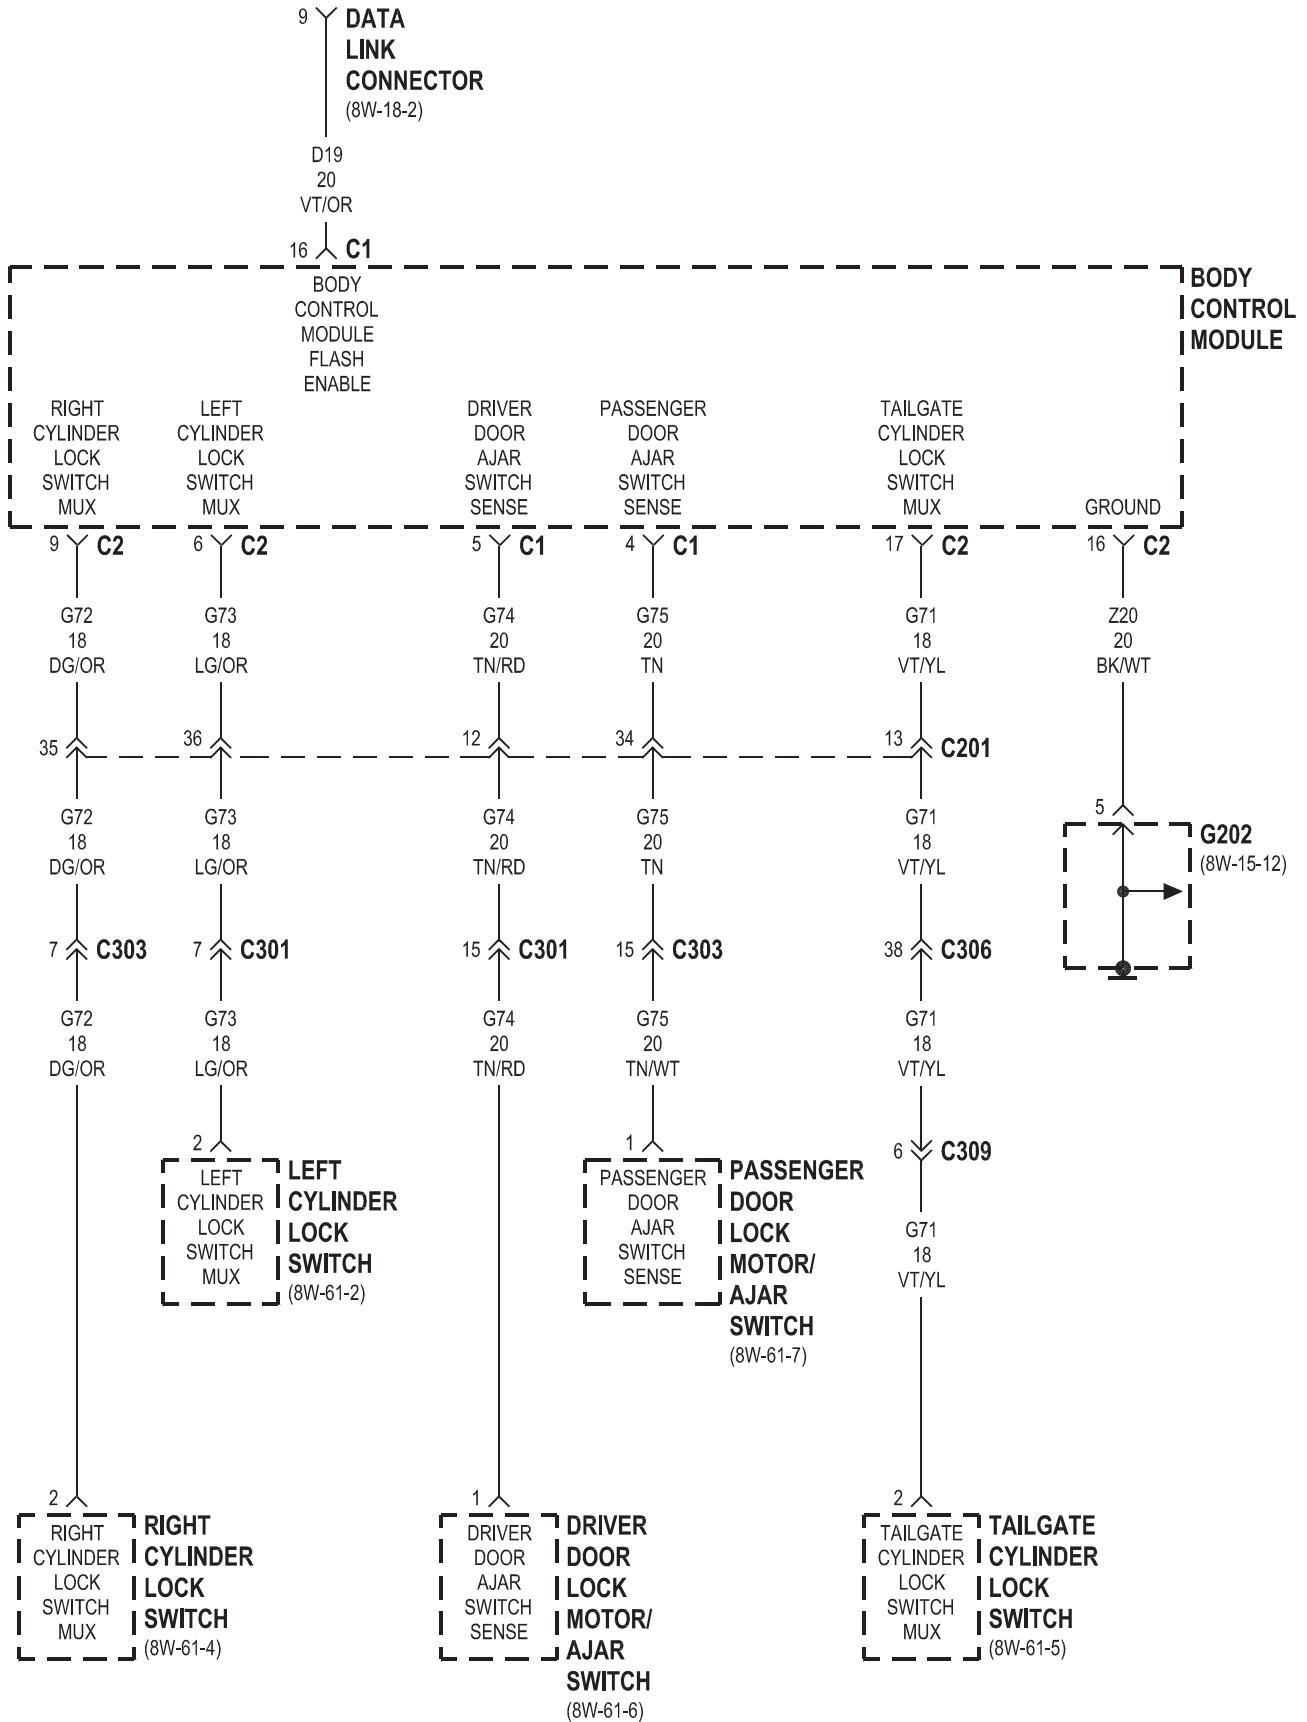 9
DATA
LINK
CONNECTOR
(8W-18-2)
D19
20
VT/OR
16 C1
BODY
CONTROL
MODULE
FLASH
ENABLE
BODY
CONTROL
MODULE
RIGHT
CYLINDER
LOCK
SWITCH
MUX
LEFT
CYLINDER
LOCK
SWITCH
MUX
DRIVER
DOOR
AJAR
SWITCH
SENSE
PASSENGER
DOOR
AJAR
SWITCH
SENSE
TAILGATE
CYLINDER
LOCK
SWITCH
MUX
GROUND
9 C2
6 C2
5 C1
4 C1
17 C2
16 C2
G72
18
DG/OR
G73
18
LG/OR
G74
20
TN/RD
G75
20
TN
G71
18
VT/YL
Z20
20
BK/WT
35
36
12
34
13 C201
G72
18
DG/OR
G73
18
LG/OR
G74
20
TN/RD
G75
20
TN
G71
18
VT/YL
5
G202
(8W-15-12)
7 C303
7 C301
15 C301
15 C303
38 C306
G72
18
DG/OR
G73
18
LG/OR
G74
20
TN/RD
G75
20
TN/WT
G71
18
VT/YL
2
LEFT
CYLINDER
LOCK
SWITCH
MUX
LEFT
CYLINDER
LOCK
SWITCH
(8W-61-2)
1
PASSENGER
DOOR
AJAR
SWITCH
SENSE
PASSENGER
DOOR
LOCK
MOTOR/
AJAR
SWITCH
(8W-61-7)
6 C309
G71
18
VT/YL
2
RIGHT
CYLINDER
LOCK
SWITCH
MUX
RIGHT
CYLINDER
LOCK
SWITCH
(8W-61-4)
1
DRIVER
DOOR
AJAR
SWITCH
SENSE
DRIVER
DOOR
LOCK
MOTOR/
AJAR
SWITCH
(8W-61-6)
2
TAILGATE
CYLINDER
LOCK
SWITCH
MUX
TAILGATE
CYLINDER
LOCK
SWITCH
(8W-61-5)